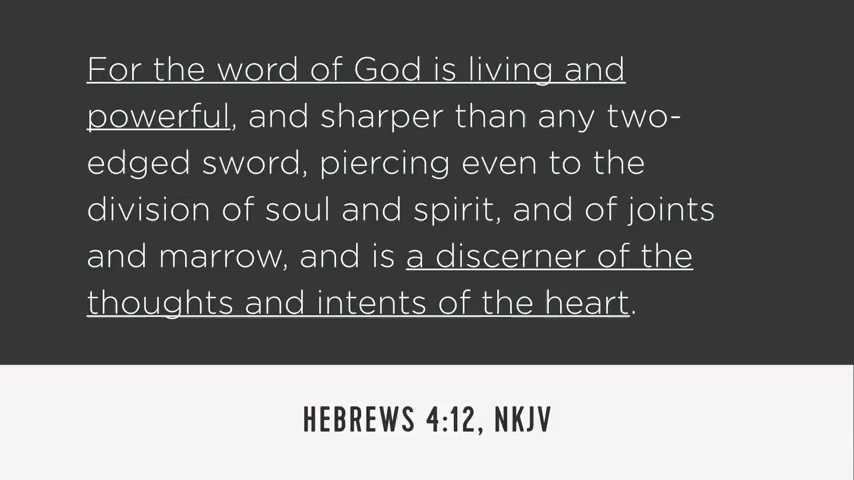 For the word of God is living and
powerful, and sharper than any two-
edged sword, piercing even to the
division of soul and spirit, and of joints
and marrow, and is a discerner of the
thoughts and intents of the heart.
HEBREWS 4:12, NKJV